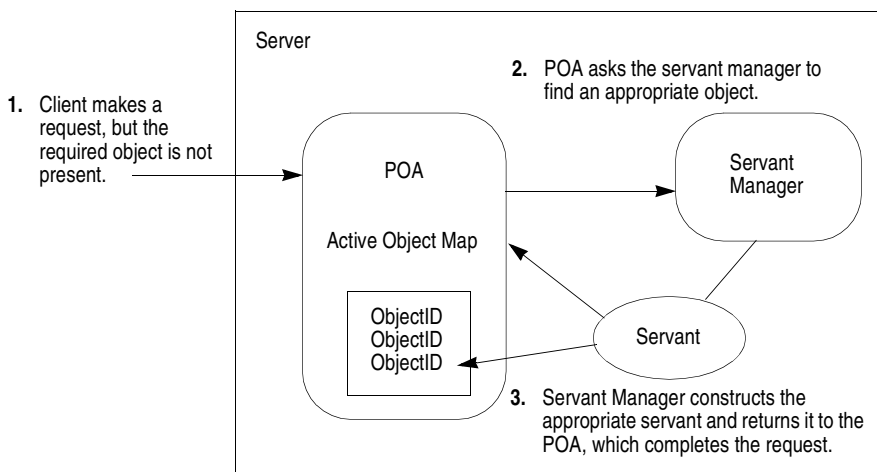 Server
1. Client makes a
request, but the
required object is not
present.
2. POA asks the servant manager to
find an appropriate object.
POA
Servant
Manager
Active Object Map
ObjectID
ObjectID
ObjectID
Servant
3. Servant Manager constructs the
appropriate servant and returns it to the
POA, which completes the request.